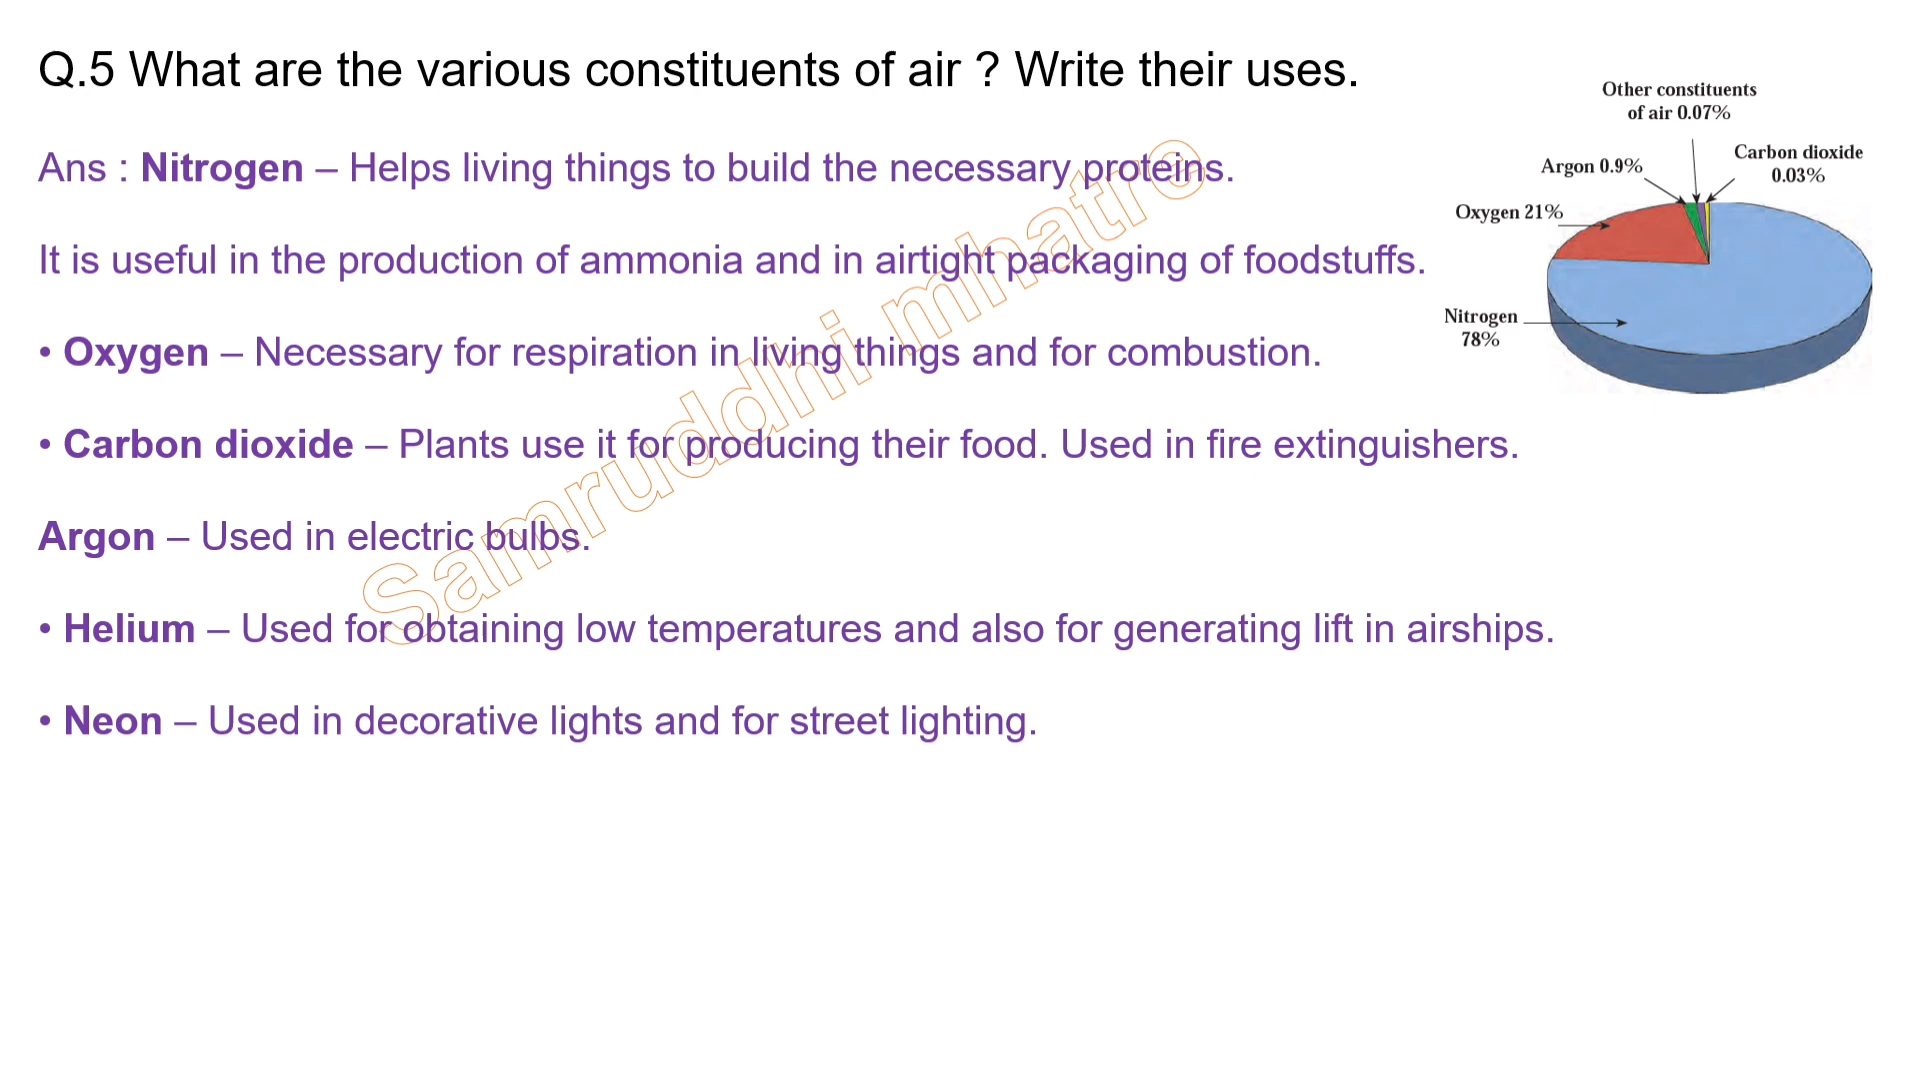 Q.5 What are the various constituents of air ? Write their uses.
Ans : Nitrogen – Helps living things to build the necessary proteins.
It is useful in the production of ammonia and in airtight packaging of foodstuffs.
• Oxygen – Necessary for respiration in living things and for combustion.
• Carbon dioxide – Plants use it for producing their food. Used in fire extinguishers.
Argon – Used in electric bulbs.
• Helium – Used for obtaining low temperatures and also for generating lift in airships.
• Neon – Used in decorative lights and for street lighting.
Other constituents
of air 0.07%
Argon 0.9%
Carbon dioxide
0.03%
Oxygen 21%
Nitrogen
78%
Samruddhi mhatre